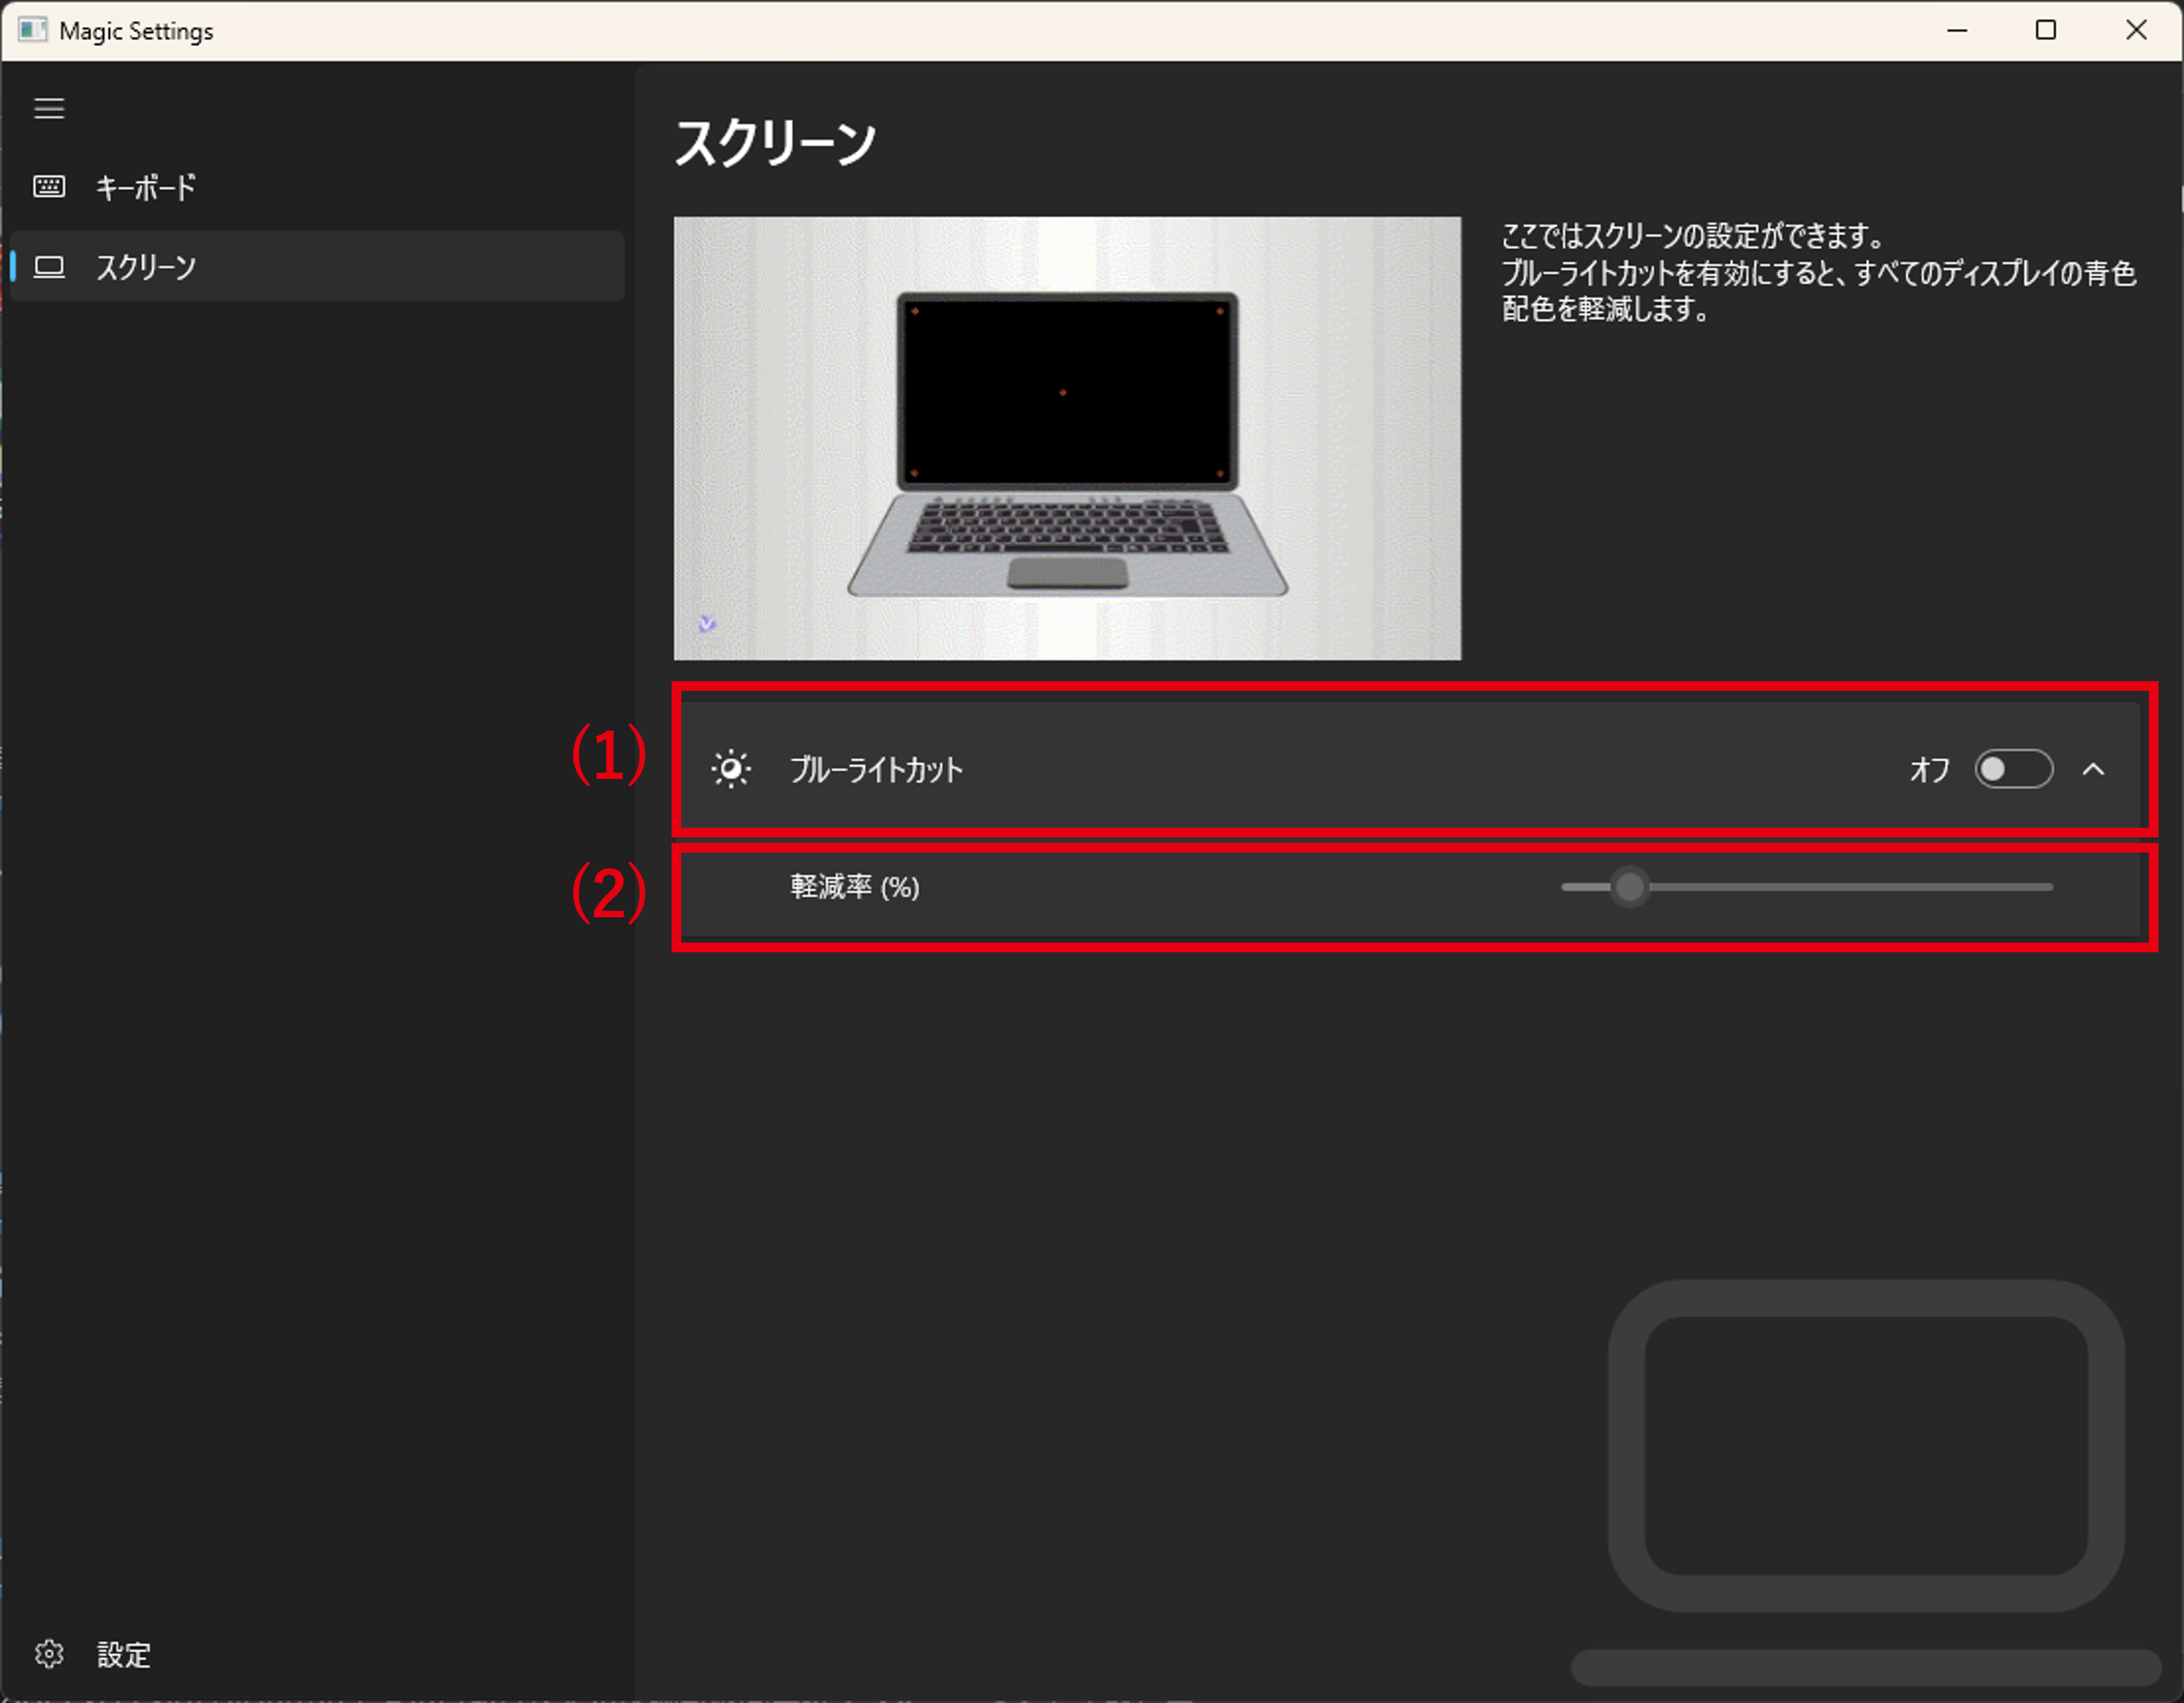 Magic Settings
キーボード
スクリーン
スクリーン
ここではスクリーンの設定ができます。
ブルーライトカットを有効にすると、すべてのディスプレイの青色
配色を軽減します。
(1)
ブルーライトカット
オフ
(2)
軽減率 (%)
設定